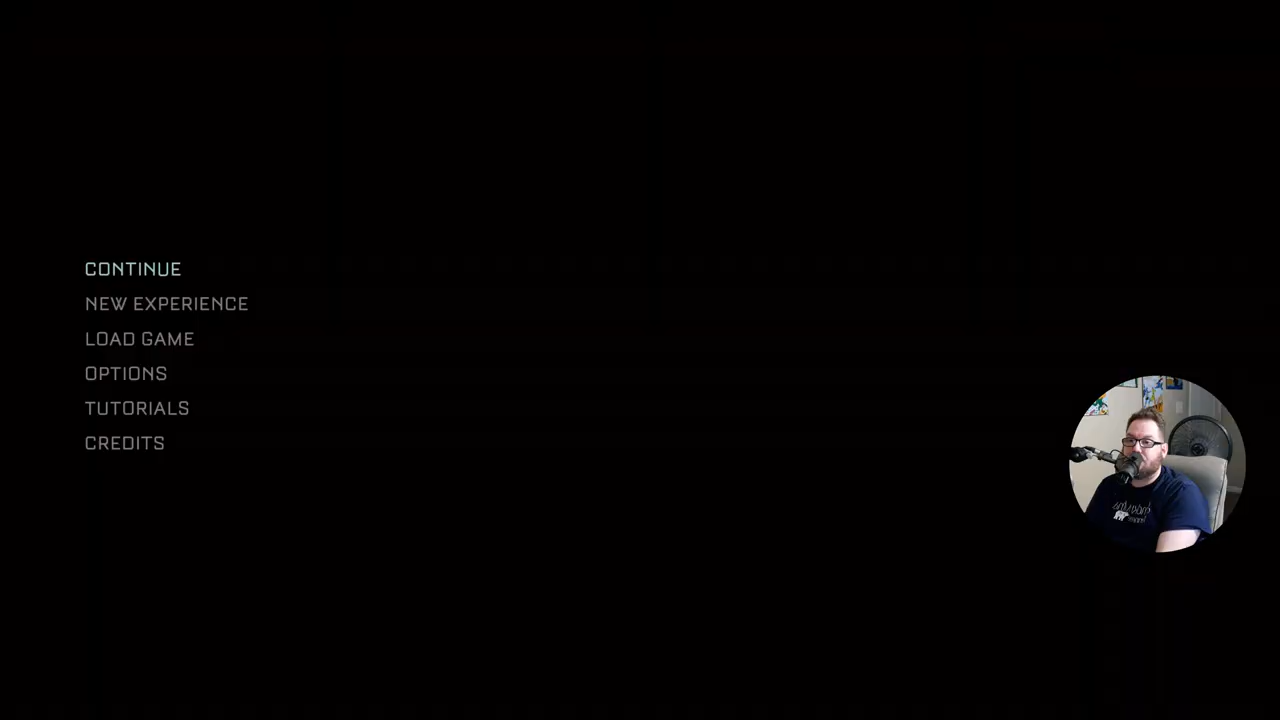 CONTINUE
NEW EXPERIENCE
LOAD GAME
OPTIONS
TUTORIALS
CREDITS